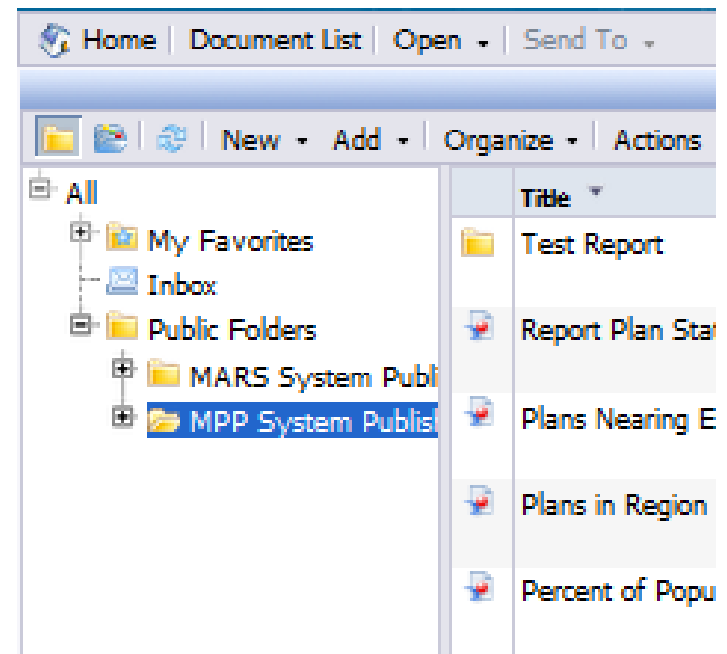 Home Document List Open Send To
New Add Organize Actions
All
My Favorites
Inbox
Public Folders
MARS System Publi
MPP System Publis
Title
Test Report
Report Plan Stat
Plans Nearing E
Plans in Region
Percent of Popu